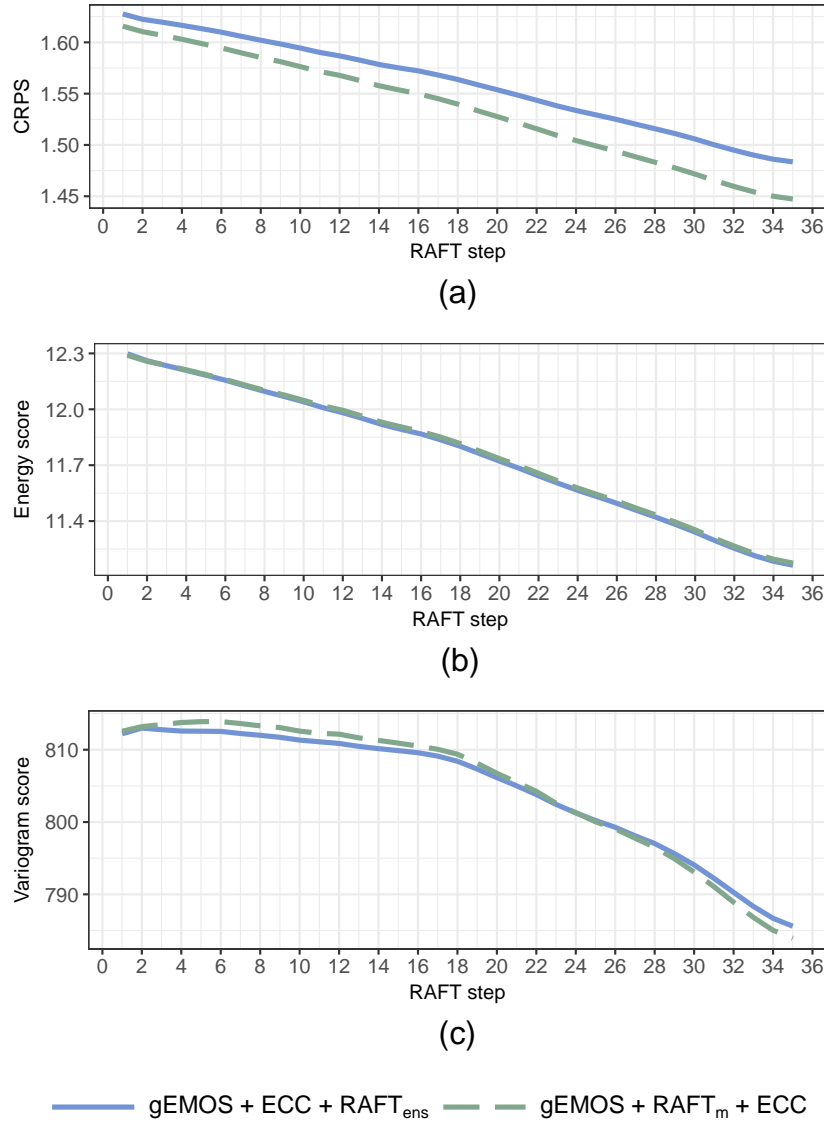 1.60
1.55
1.50
1.45
CRPS
0 2 4 6 8 10 12 14 16 18 20 22 24 26 28 30 32 34 36
RAFT step
(a)
12.3
12.0
11.7
11.4
Energy score
0 2 4 6 8 10 12 14 16 18 20 22 24 26 28 30 32 34 36
RAFT step
(b)
810
800
790
Variogram score
0 2 4 6 8 10 12 14 16 18 20 22 24 26 28 30 32 34 36
RAFT step
(c)
gEMOS + ECC + RAFTens gEMOS + RAFTm + ECC